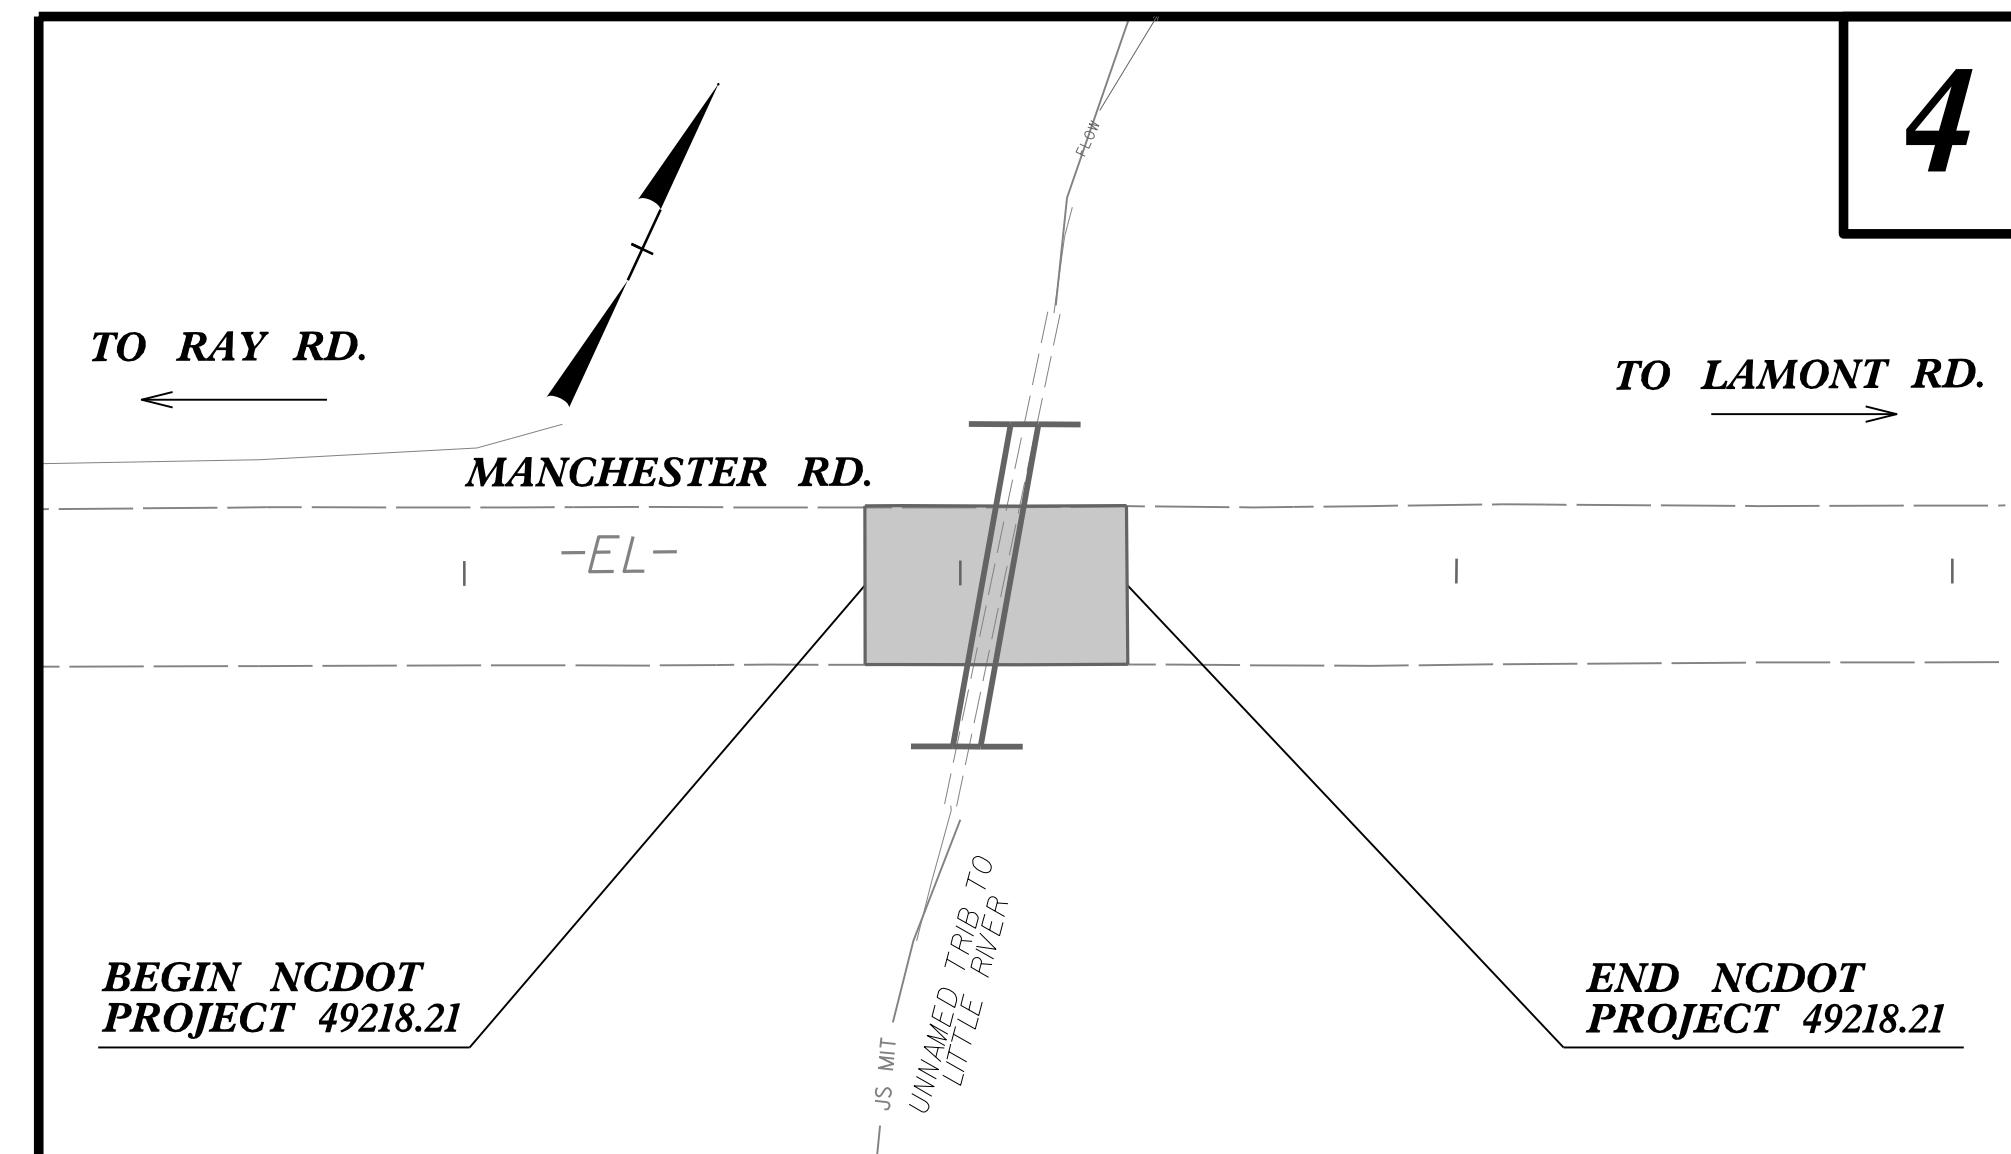 4
FLOW
TO RAY RD.
TO LAMONT RD.
MANCHESTER RD.
-EL-
UNNAMED TRIB TO
LITTLE RIVER
BEGIN NCDOT
PROJECT 49218.21
END NCDOT
PROJECT 49218.21
JS MIT